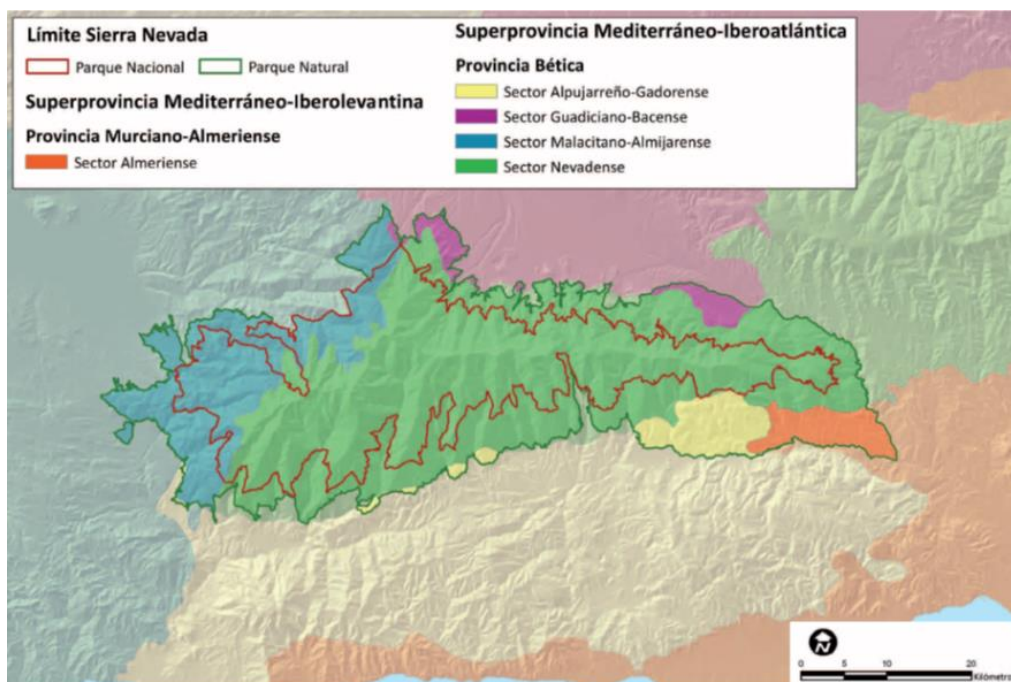 Límite Sierra Nevada
Parque Nacional
Parque Natural
Superprovincia Mediterráneo-Iberolevantina
Provincia Murciano-Almeriense
Sector Almeriense
Superprovincia Mediterráneo-Iberoatlántica
Provincia Bética
Sector Alpujarreño-Gadorense
Sector Guadiciano-Bacense
Sector Malacitano-Almijarense
Sector Nevadense
N
0 5 10 20
Kilómetro